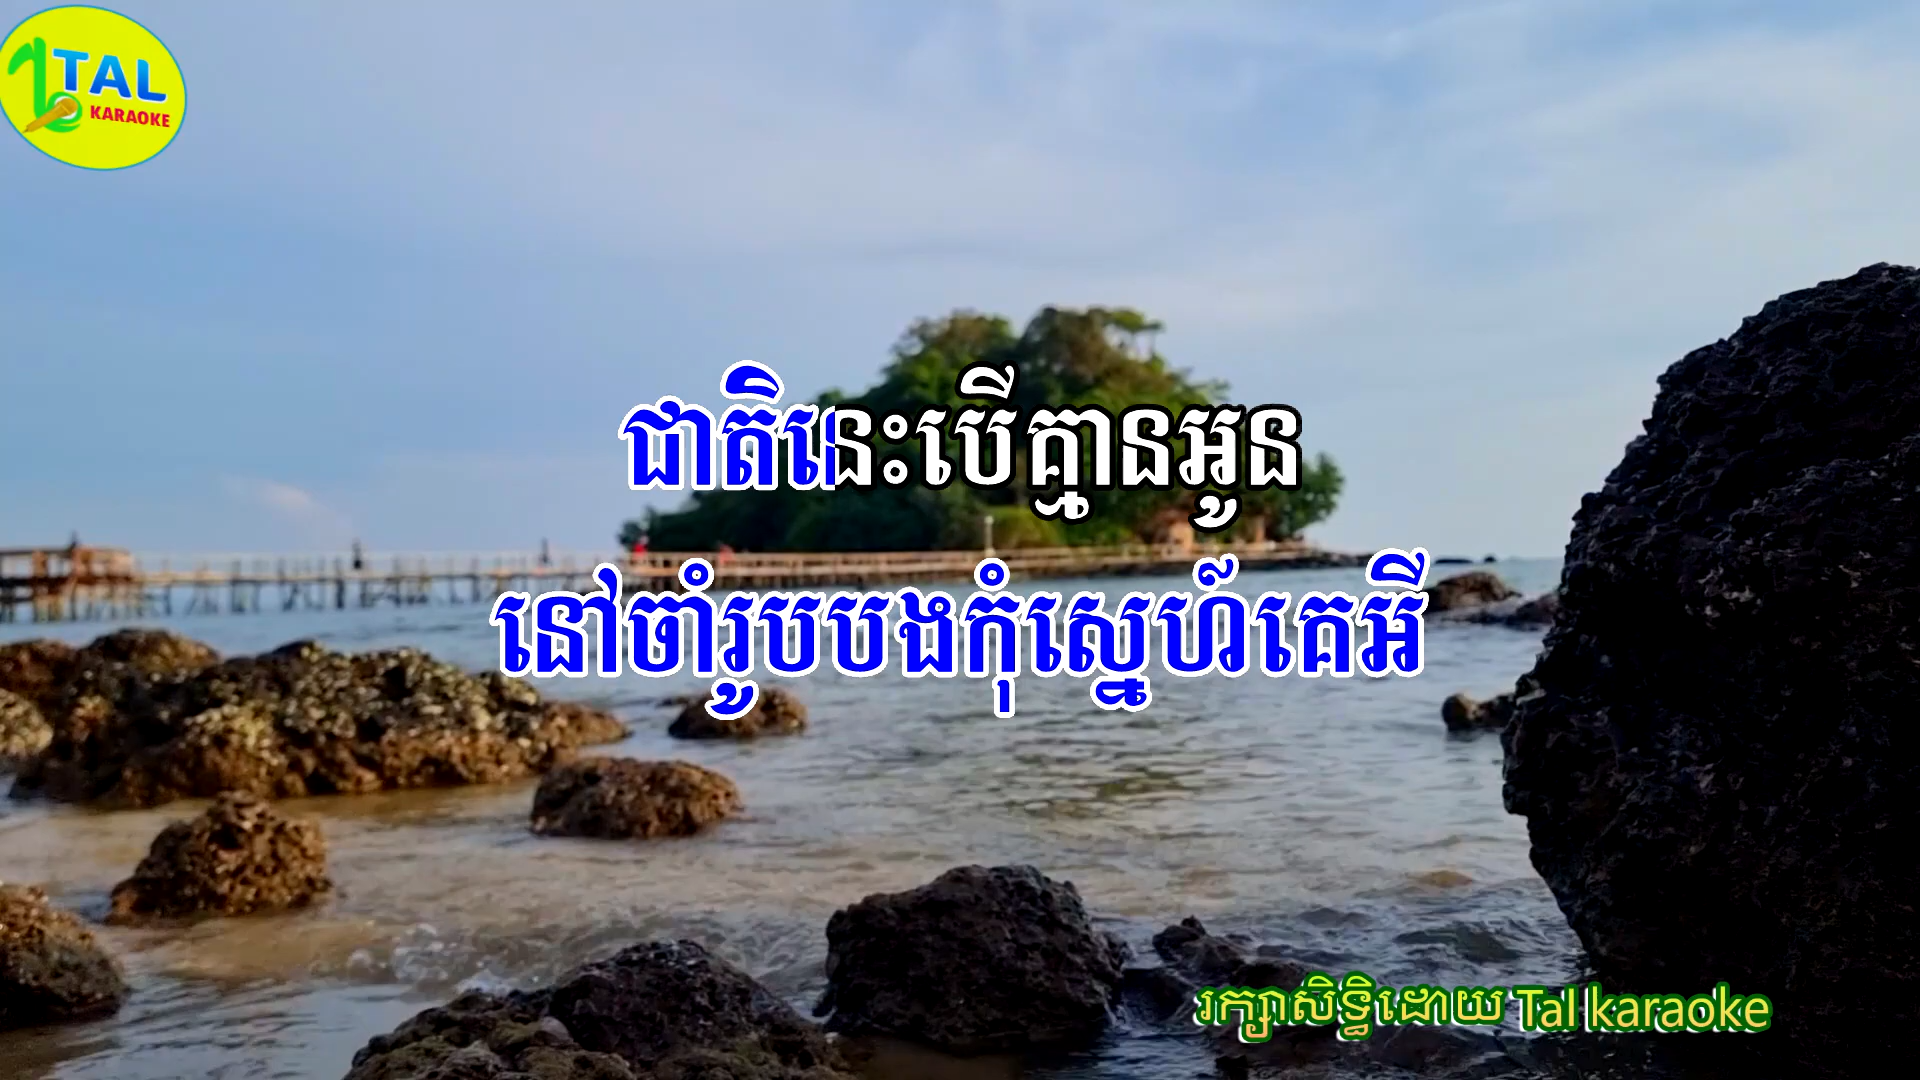 TAL
KARAOKE
ជាតិនេះបើគ្មានអូន
នៅចាំរូបបងកុំស្នេហ៍គេអី
រក្សាសិទ្ធិដោយ Tal karaoke